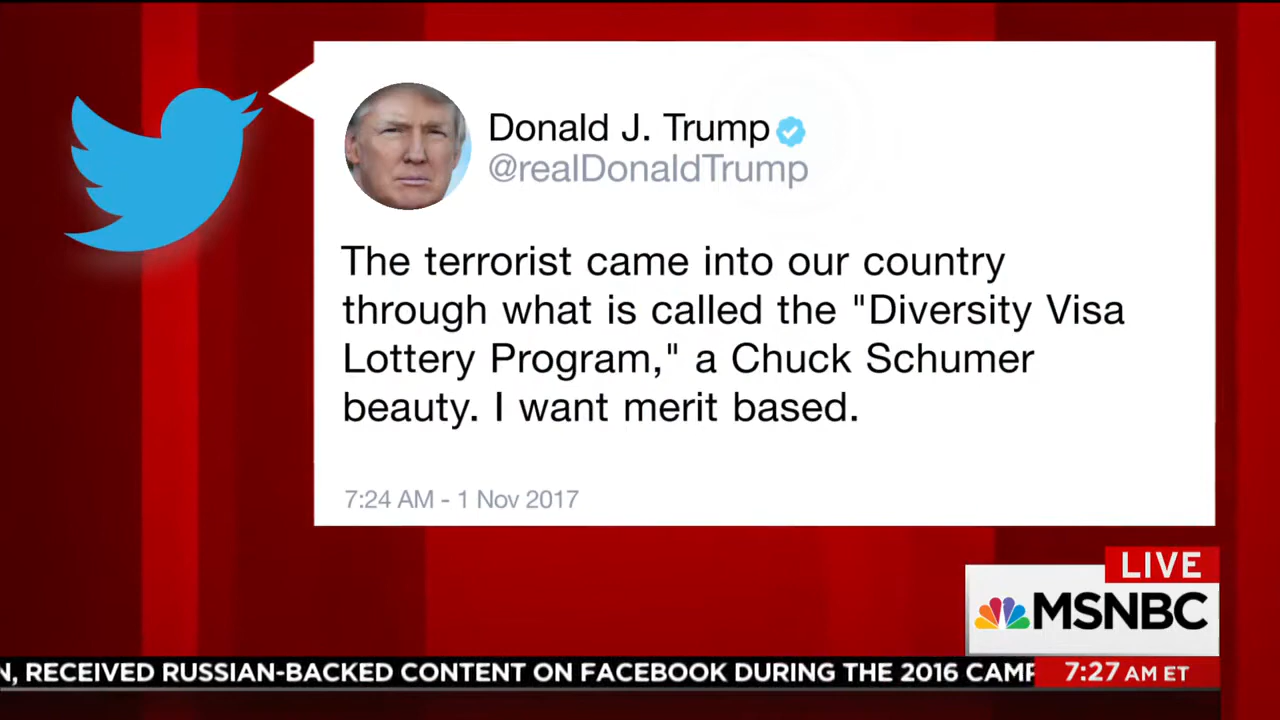 Donald J. Trump
@realDonaldTrump
The terrorist came into our country
through what is called the "Diversity Visa
Lottery Program," a Chuck Schumer
beauty. I want merit based.
7:24 AM - 1 Nov 2017
LIVE
MSNBC
N, RECEIVED RUSSIAN-BACKED CONTENT ON FACEBOOK DURING THE 2016 CAMP
7:27 AM ET